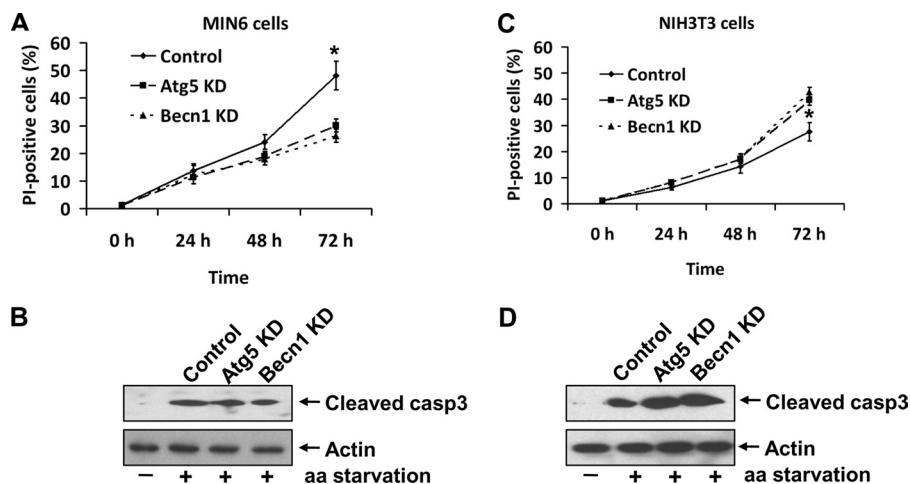 A
MIN6 cells
PI-positive cells (%)
60
50
40
30
20
10
0
Control
Atg5 KD
Becn1 KD
*
0 h 24 h 48 h 72 h
Time
C
NIH3T3 cells
PI-positive cells (%)
60
50
40
30
20
10
0
Control
Atg5 KD
Becn1 KD
*
0 h 24 h 48 h 72 h
Time
B
Control Atg5 KD Becn1 KD
Cleaved casp3
Actin
– + + + aa starvation
D
Control Atg5 KD Becn1 KD
Cleaved casp3
Actin
– + + + aa starvation